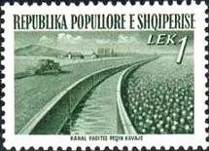 REPUBLIKA POPULLORE E SHQIPERISE
LEK 1
KANAL VADITES PEQIN KAVAJE